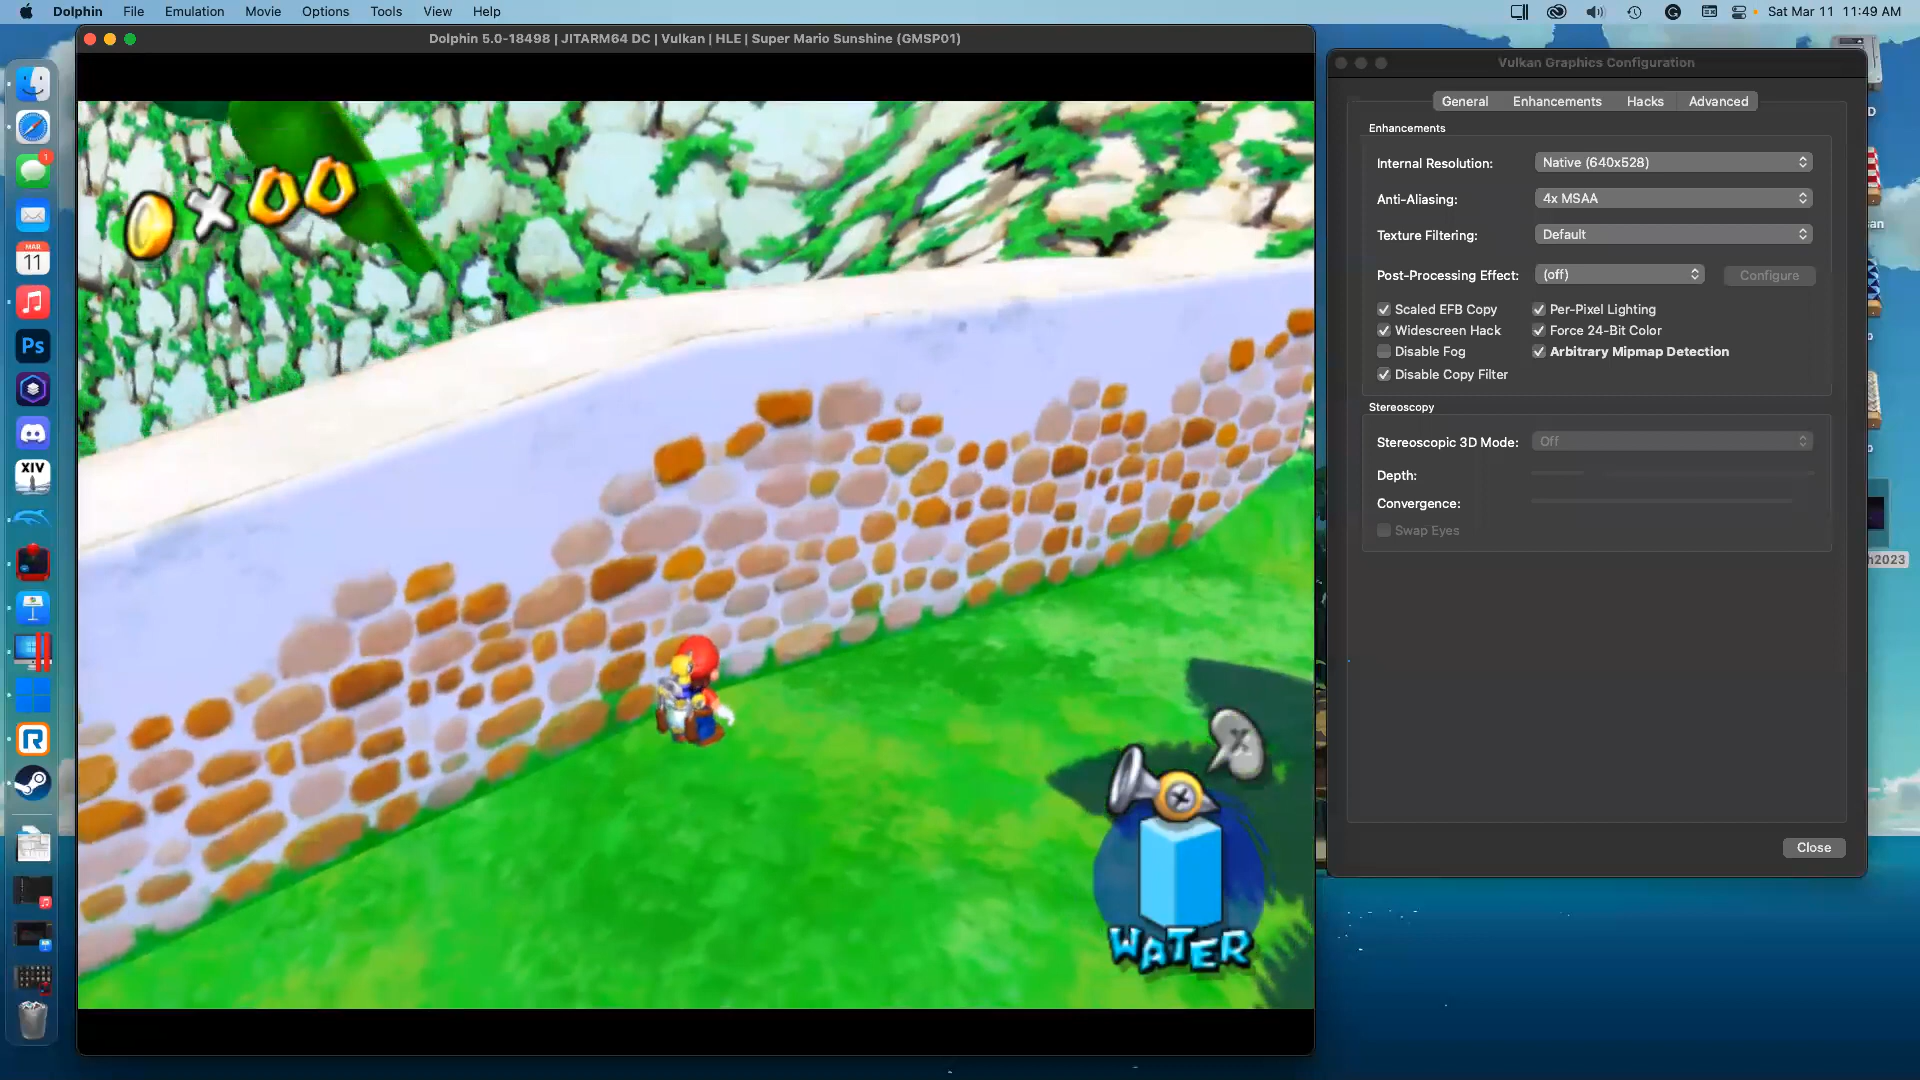 Dolphin File Emulation Movie Options Tools View Help
Sat Mar 11 11:49 AM
Dolphin 5.0-18498 | JITARM64 DC | Vulkan | HLE | Super Mario Sunshine (GMSP01)
1
MAR
11
Ps
XIV
0×00
WATER
Vulkan Graphics Configuration
General Enhancements Hacks Advanced
Enhancements
Internal Resolution: Native (640x528)
Anti-Aliasing: 4x MSAA
Texture Filtering: Default
Post-Processing Effect: (off) Configure
Scaled EFB Copy Per-Pixel Lighting
Widescreen Hack Force 24-Bit Color
Disable Fog Arbitrary Mipmap Detection
Disable Copy Filter
Stereoscopy
Stereoscopic 3D Mode: Off
Depth:
Convergence:
Swap Eyes
Close
h2023